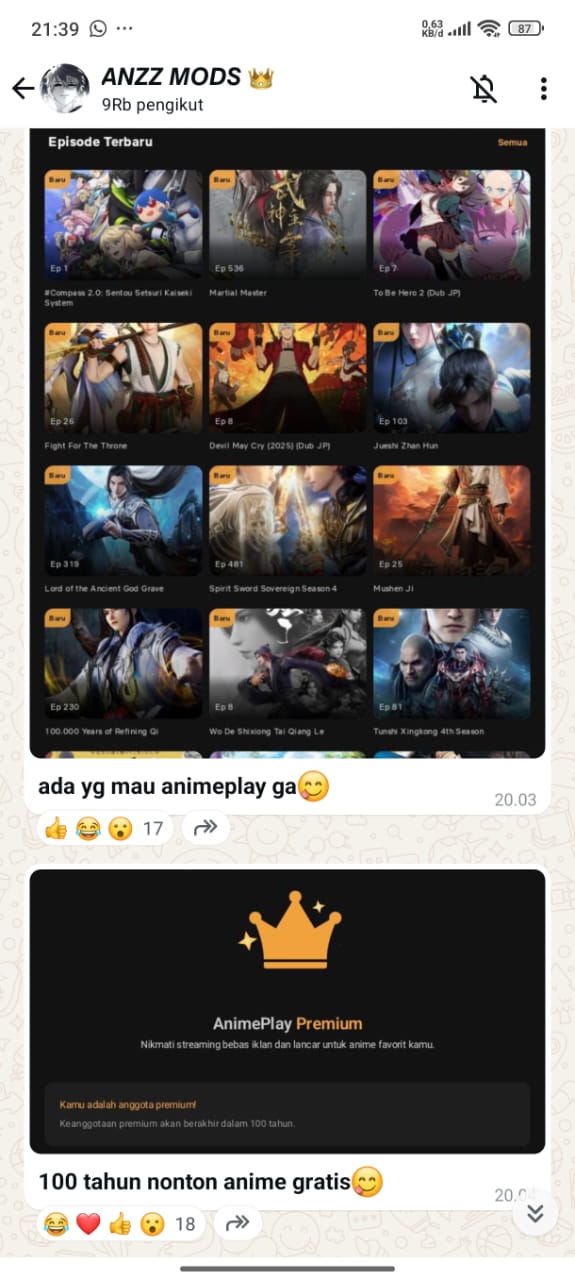 21:39
0,63
KB/d
87
ANZZ MODS 👑
9Rb pengikut
Episode Terbaru
Semua
Baru
Baru
Baru
Ep 1
Ep 536
Ep 7
#Compass 2.0: Sentou Setsuri Kaiseki
System
Martial Master
To Be Hero 2 (Dub JP)
Baru
Baru
Baru
Ep 26
Ep 8
Ep 103
Fight For The Throne
Devil May Cry (2025) (Dub JP)
Jueshi Zhan Hun
Baru
Baru
Baru
Ep 319
Ep 481
Ep 25
Lord of the Ancient God Grave
Spirit Sword Sovereign Season 4
Mushen Ji
Baru
Baru
Baru
Ep 230
Ep 8
Ep 81
100.000 Years of Refining Qi
Wo De Shixiong Tai Qiang Le
Tunshi Xingkong 4th Season
ada yg mau animeplay ga😋
20.03
👍😂😮 17
AnimePlay Premium
Nikmati streaming bebas iklan dan lancar untuk anime favorit kamu.
Kamu adalah anggota premium!
Keanggotaan premium akan berakhir dalam 100 tahun.
100 tahun nonton anime gratis😋
20.04
😂❤️👍😮 18